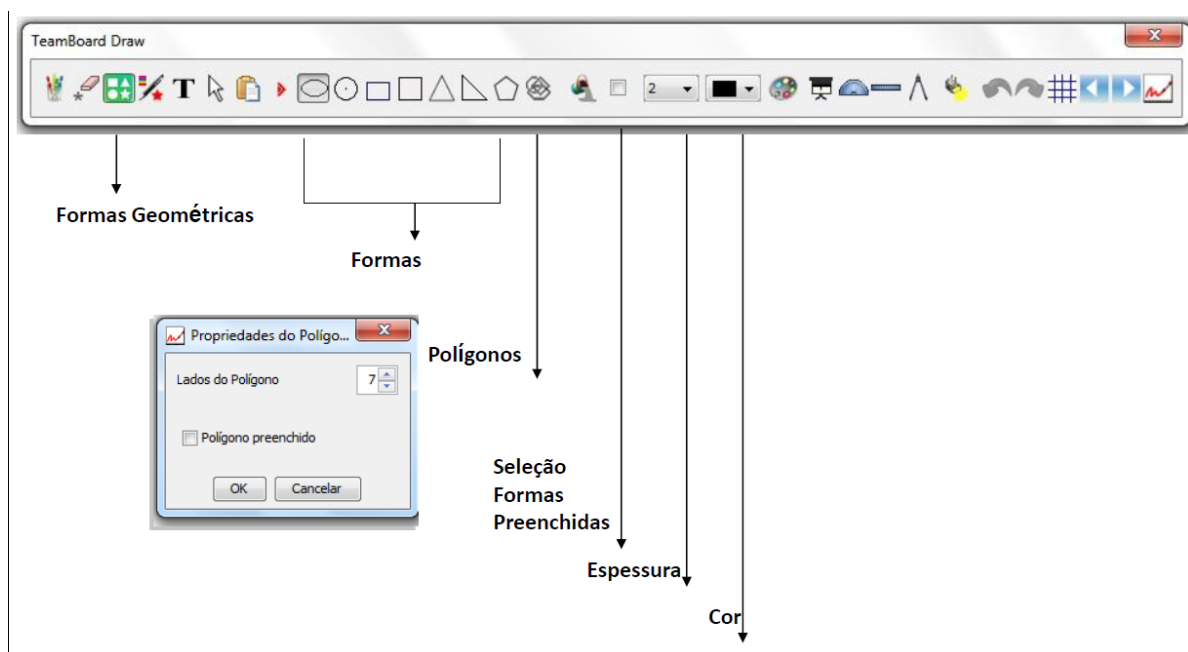 TeamBoard Draw
T
2
Formas Geométricas
Formas
Propriedades do Polígo...
Lados do Polígono
7
Polígono preenchido
OK
Cancelar
Polígonos
Seleção
Formas
Preenchidas
Espessura
Cor